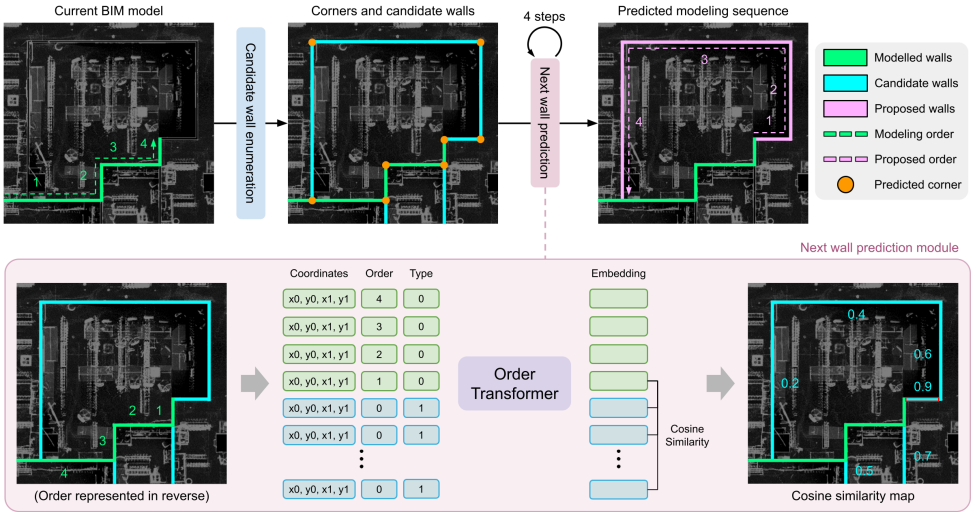 Current BIM model
Corners and candidate walls
4 steps
Predicted modeling sequence
1
2
3
4
Candidate wall enumeration
Next wall prediction
3
2
1
4
Modelled walls
Candidate walls
Proposed walls
Modeling order
Proposed order
Predicted corner
Next wall prediction module
Coordinates Order Type Embedding
x0, y0, x1, y1 4 0
x0, y0, x1, y1 3 0
x0, y0, x1, y1 2 0
x0, y0, x1, y1 1 0
x0, y0, x1, y1 0 1
x0, y0, x1, y1 0 1
x0, y0, x1, y1 0 1
2 1
3
4
(Order represented in reverse)
Order
Transformer
Cosine
Similarity
0.4
0.6
0.2
0.9
0.7
0.5
Cosine similarity map